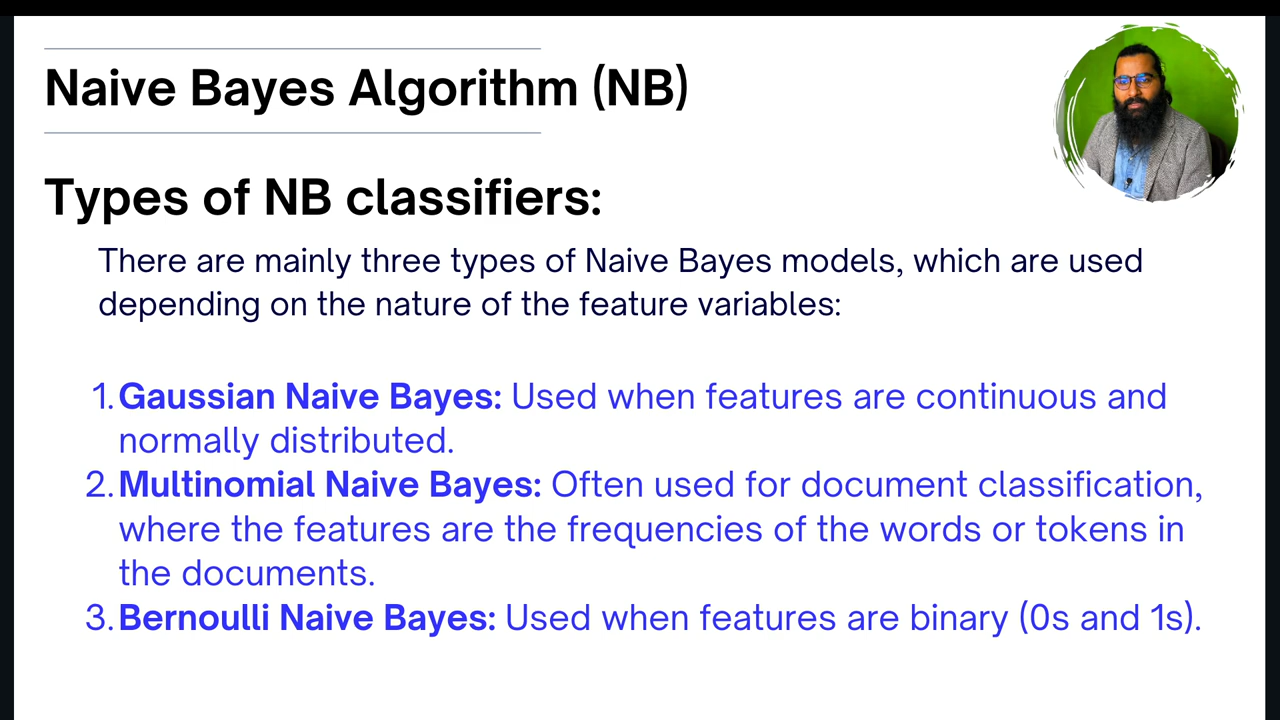 Naive Bayes Algorithm (NB)
Types of NB classifiers:
There are mainly three types of Naive Bayes models, which are used
depending on the nature of the feature variables:
1. Gaussian Naive Bayes: Used when features are continuous and
normally distributed.
2. Multinomial Naive Bayes: Often used for document classification,
where the features are the frequencies of the words or tokens in
the documents.
3. Bernoulli Naive Bayes: Used when features are binary (0s and 1s).